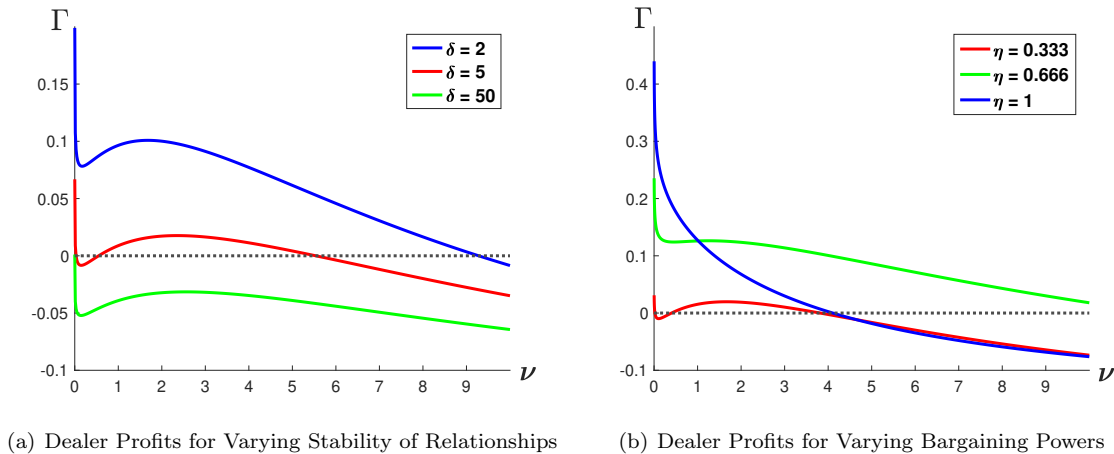 Γ
δ = 2
δ = 5
δ = 50
0.15
0.1
0.05
0
-0.05
-0.1
0 1 2 3 4 5 6 7 8 9
ν
(a) Dealer Profits for Varying Stability of Relationships
Γ
η = 0.333
η = 0.666
η = 1
0.4
0.3
0.2
0.1
0
-0.1
0 1 2 3 4 5 6 7 8 9
ν
(b) Dealer Profits for Varying Bargaining Powers